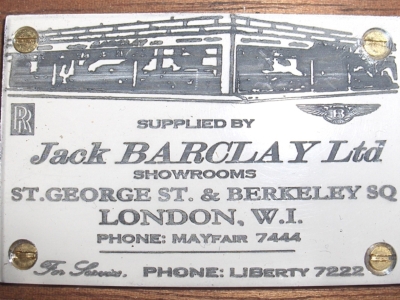 RR
B
SUPPLIED BY
Jack BARCLAY Ltd
SHOWROOMS
ST.GEORGE ST. & BERKELEY SQ
LONDON, W.I.
PHONE: MAYFAIR 7444
For Service. PHONE: LIBERTY 7222